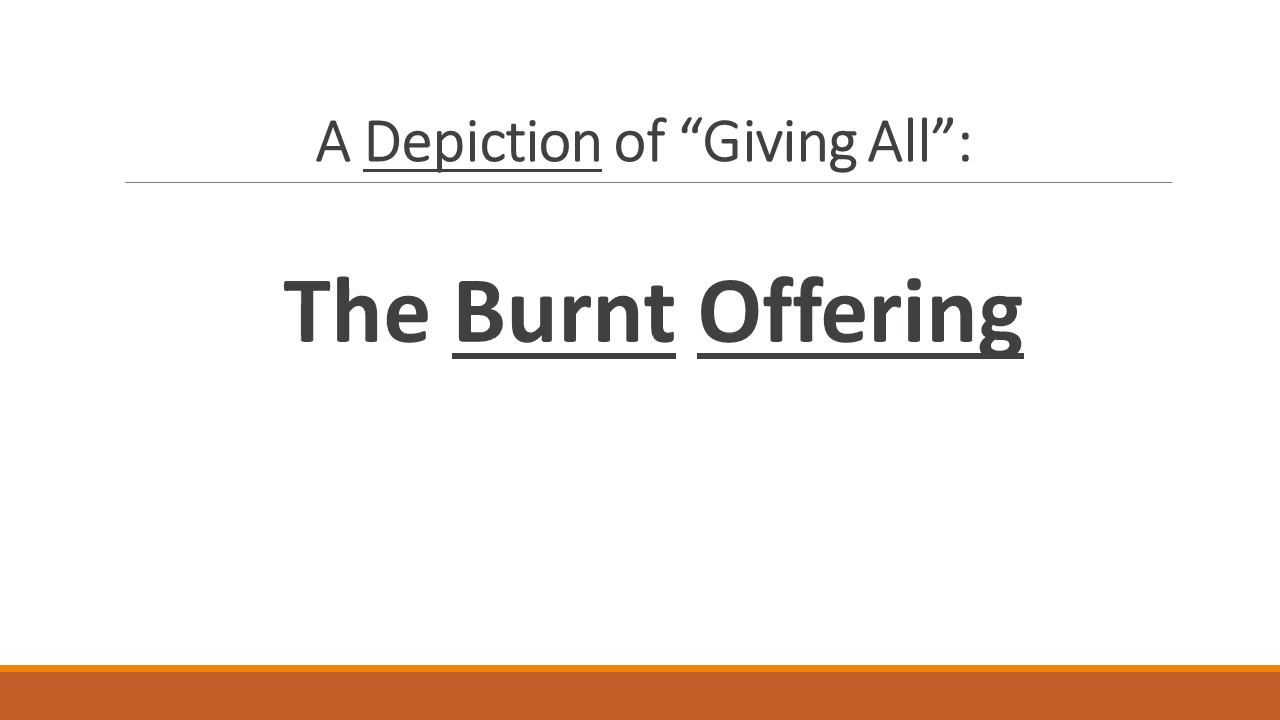 A Depiction of “Giving All”:
The Burnt Offering